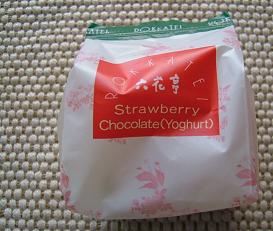 ROKKATEI
ROKKATEI
六花亭
Strawberry
Chocolate(Yoghurt)